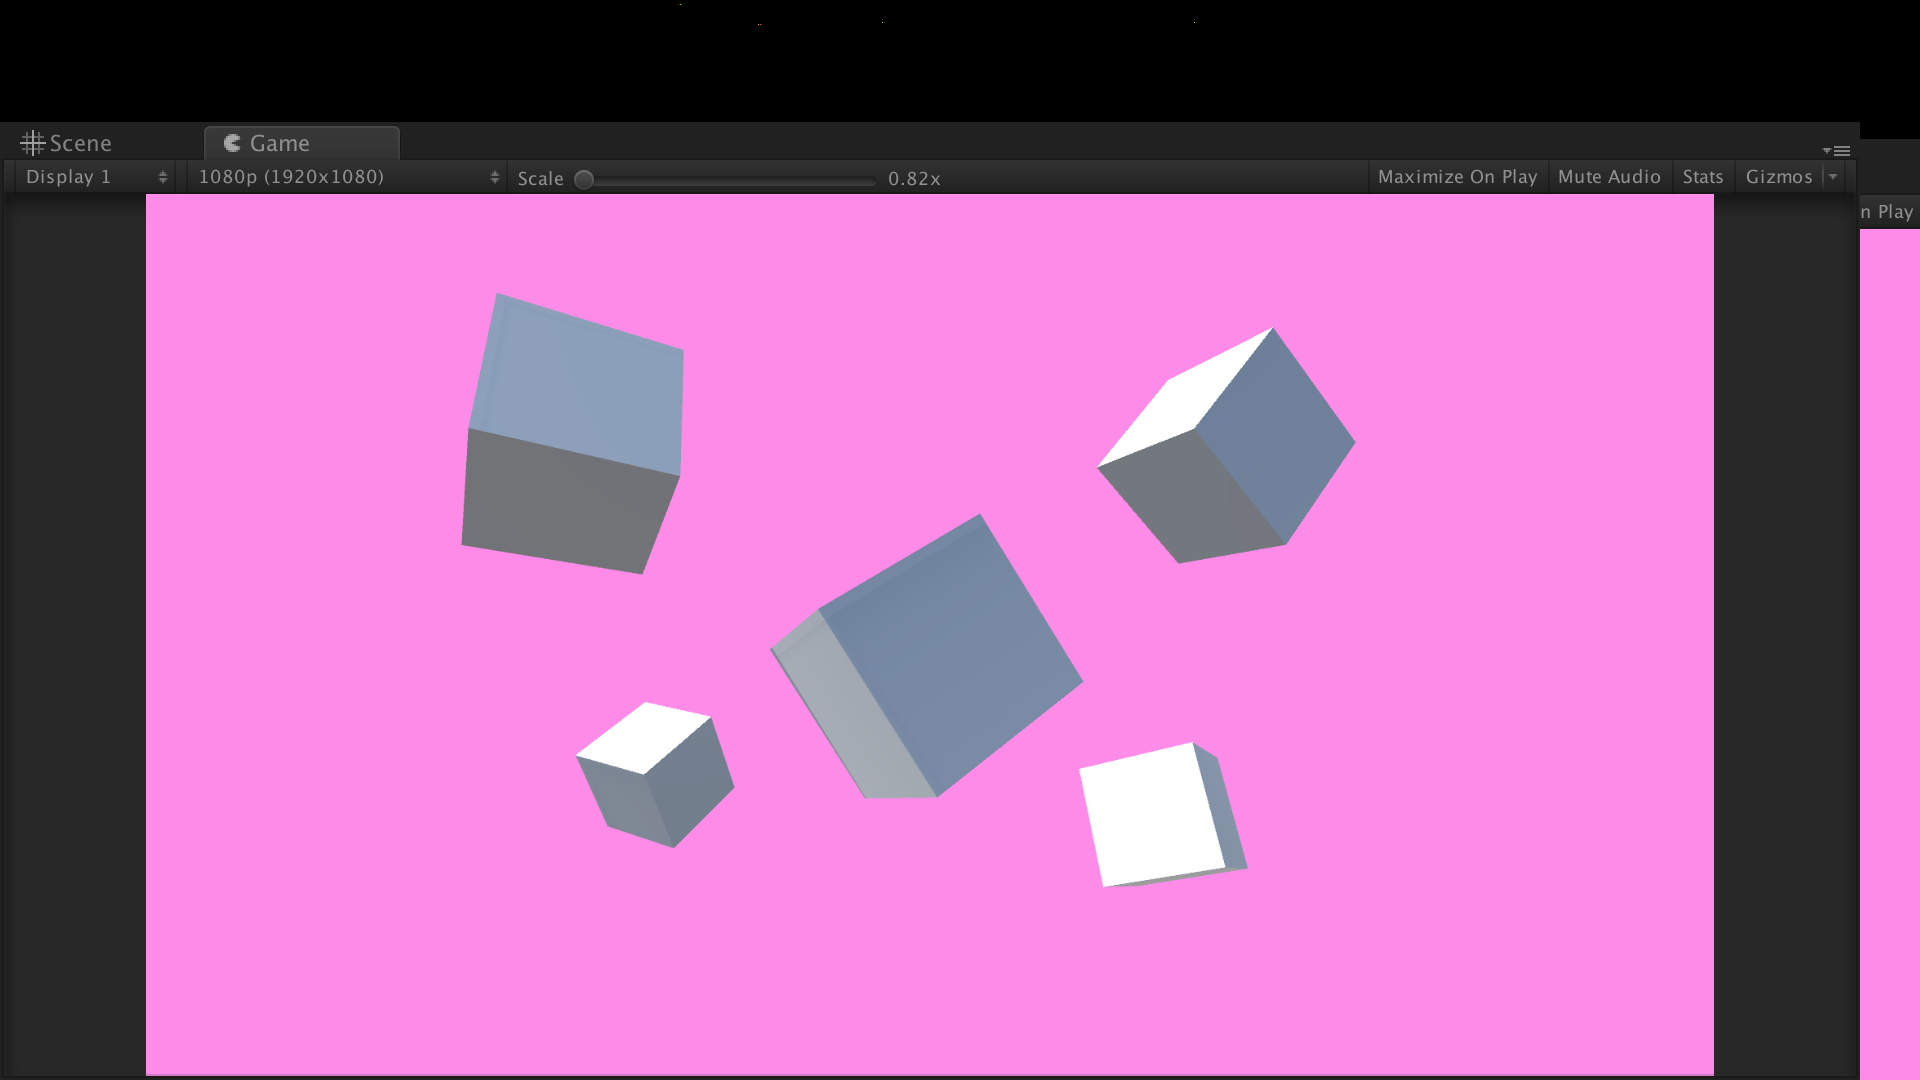 Scene
Game
Display 1
1080p (1920x1080)
Scale
0.82x
Maximize On Play
Mute Audio
Stats
Gizmos
n Play